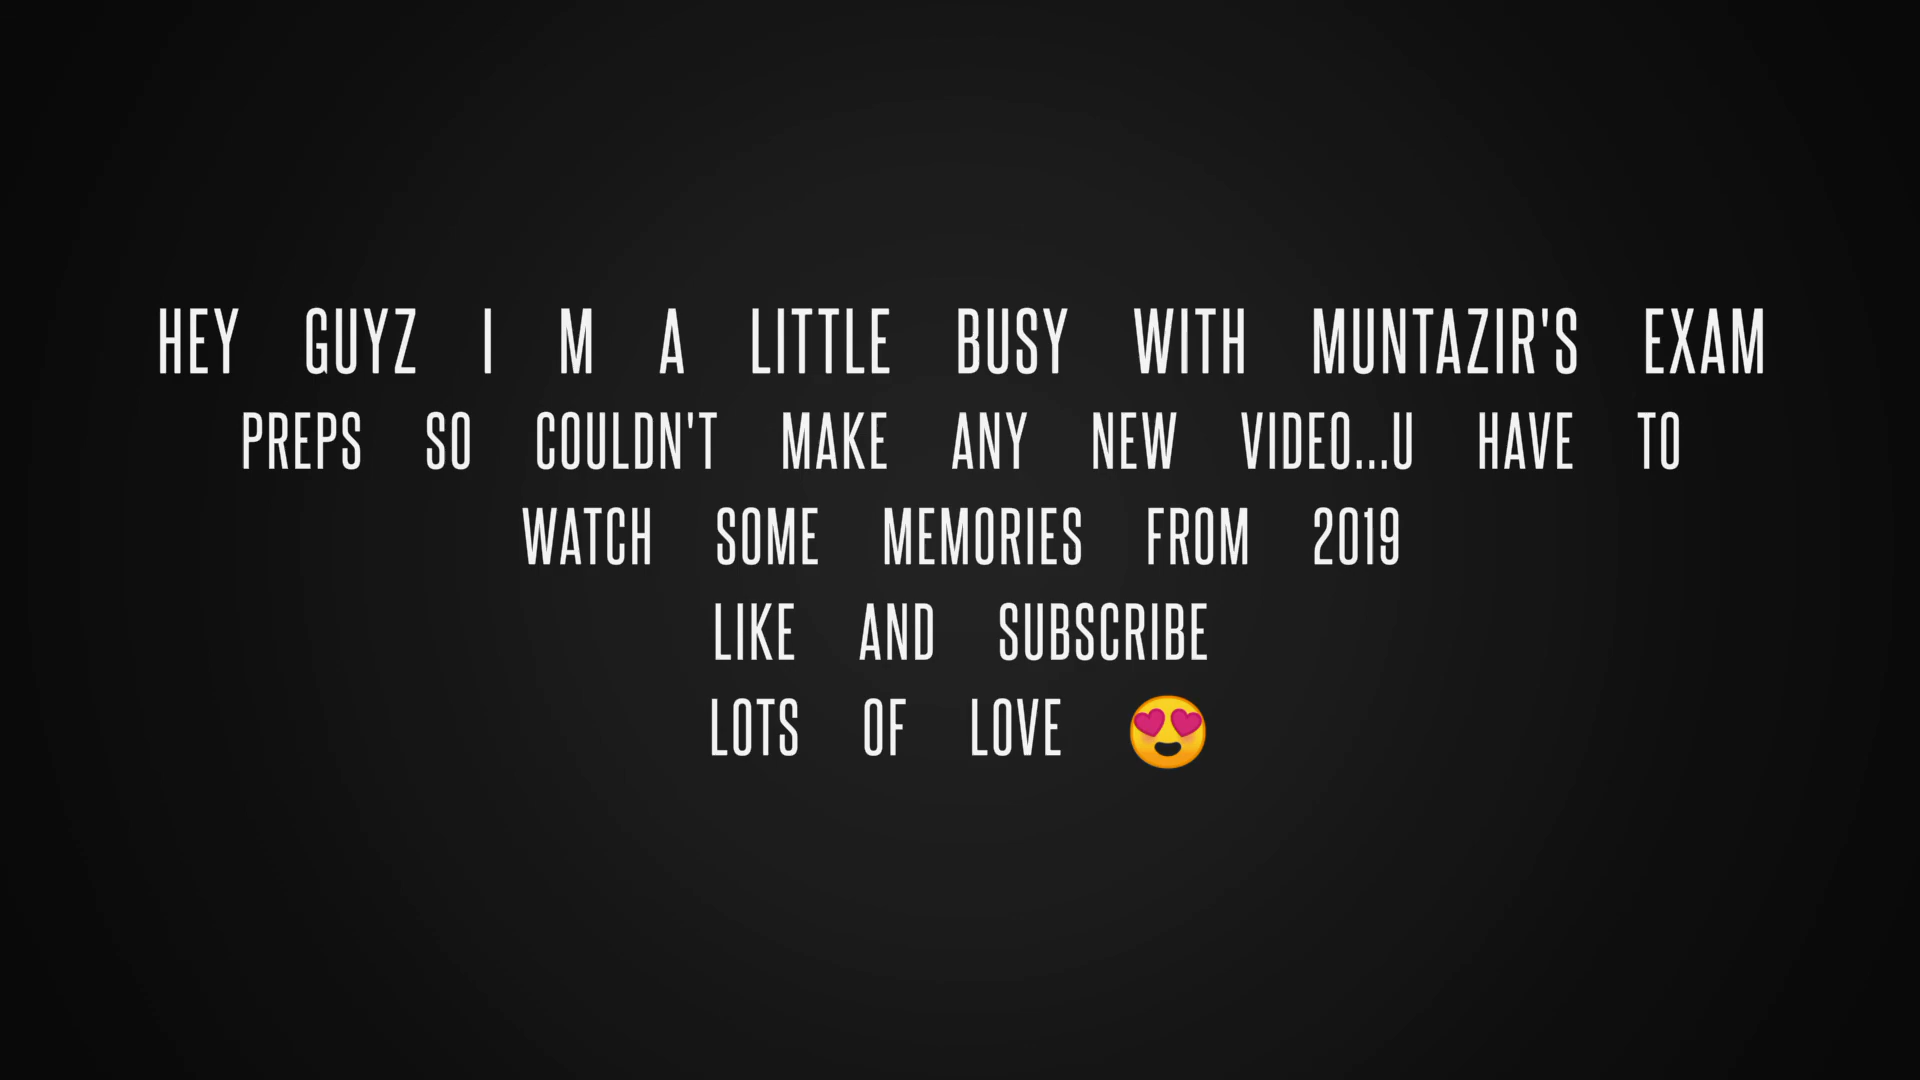 HEY GUYZ I M A LITTLE BUSY WITH MUNTAZIR'S EXAM
PREPS SO COULDN'T MAKE ANY NEW VIDEO...U HAVE TO
WATCH SOME MEMORIES FROM 2019
LIKE AND SUBSCRIBE
LOTS OF LOVE 😍